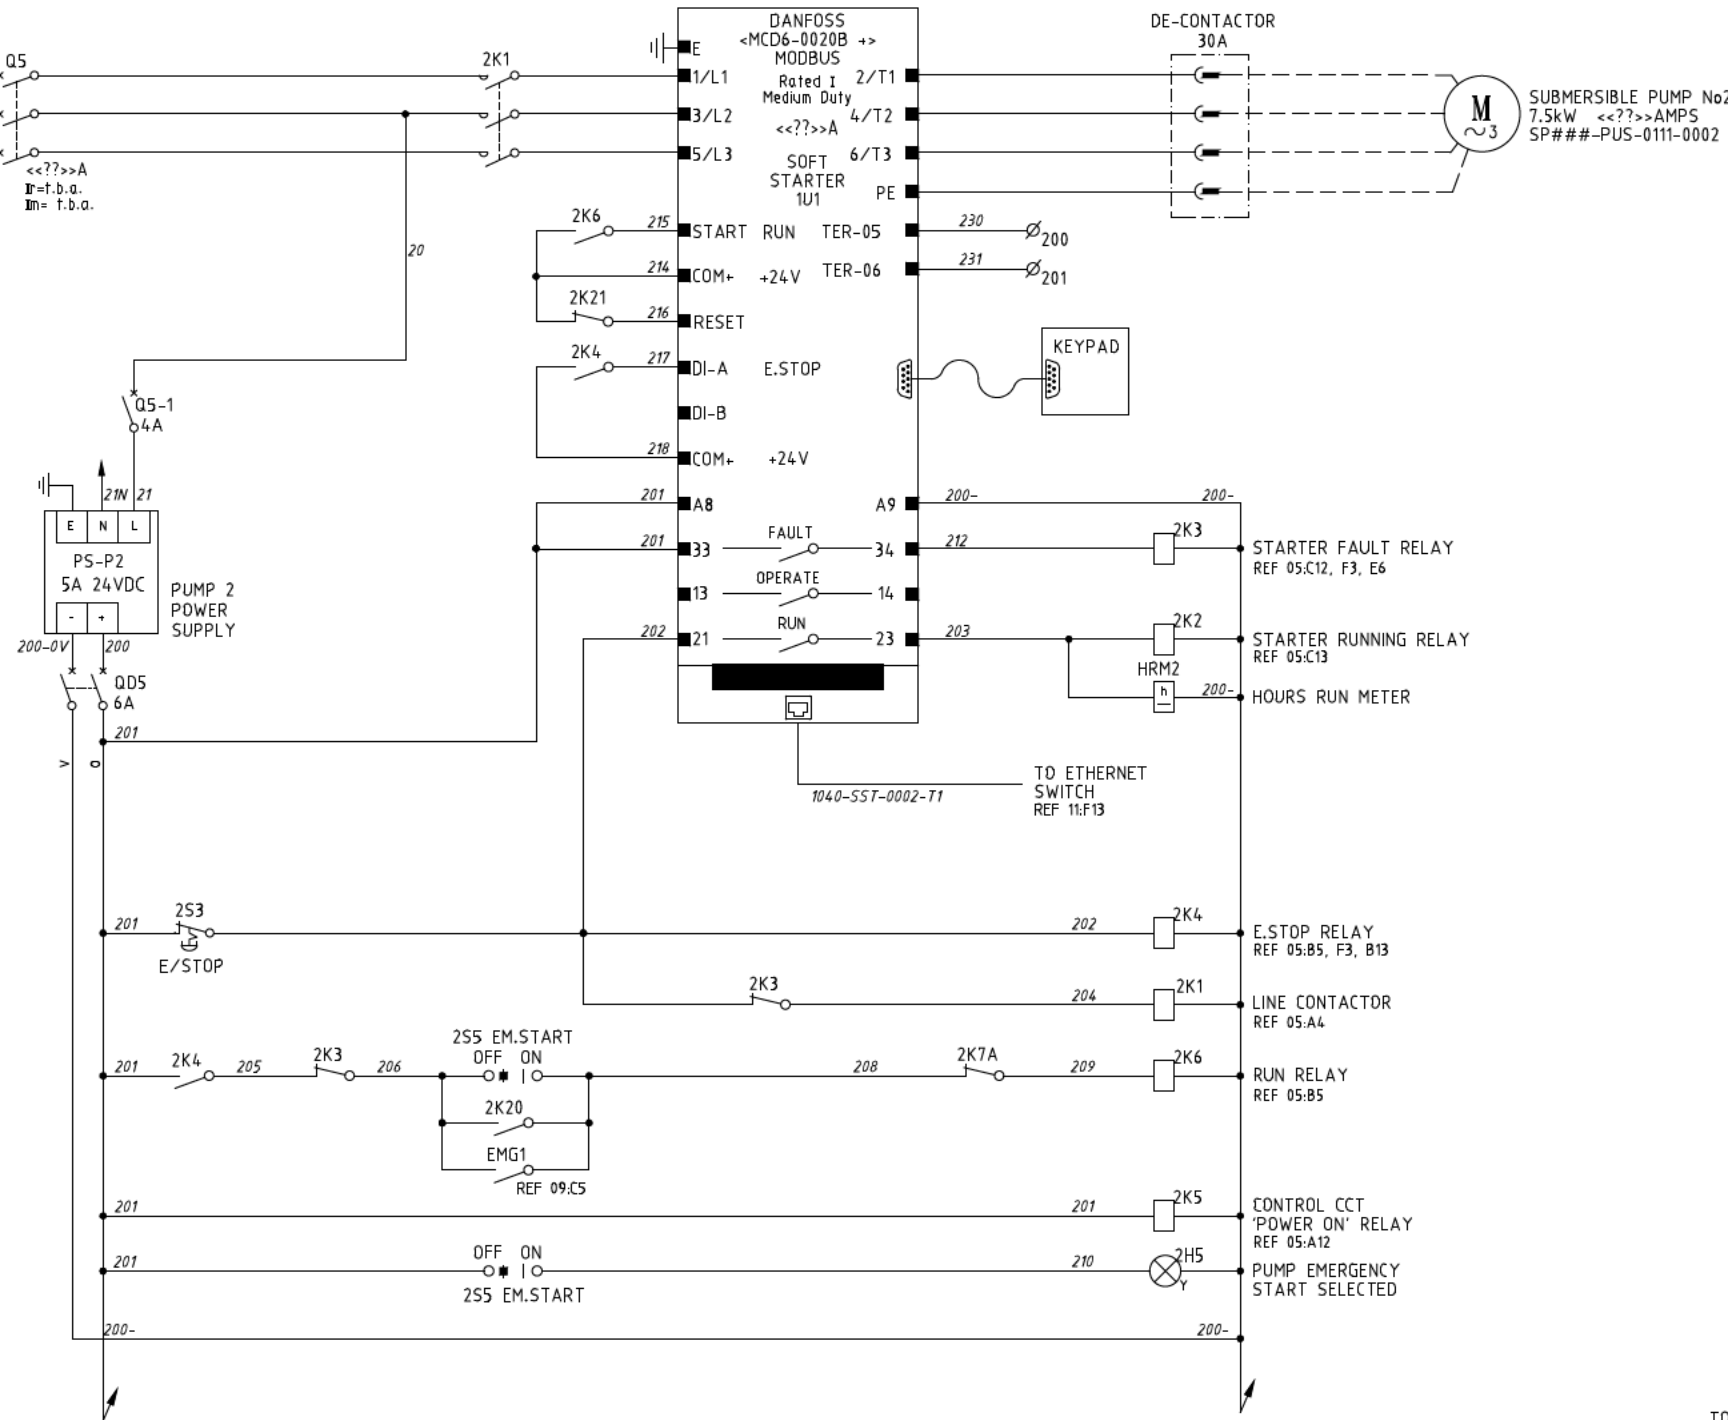 Q5
<<??>>A
Ir=t.b.a.
Im= t.b.a.
2K1
20
DANFOSS
<MCD6-0020B +>
MODBUS
Rated I
Medium Duty
<<??>>A
SOFT
STARTER
1U1
E
1/L1
3/L2
5/L3
2/T1
4/T2
6/T3
PE
DE-CONTACTOR
30A
M
3
SUBMERSIBLE PUMP No2
7.5kW <<??>>AMPS
SP###-PUS-0111-0002
2K6
215
START RUN
TER-05
230
200
214
COM+ +24V
TER-06
231
201
2K21
216
RESET
2K4
217
DI-A E.STOP
DI-B
218
COM+ +24V
KEYPAD
Q5-1
4A
21N
21
E
N
L
PS-P2
5A 24VDC
-
+
PUMP 2
POWER
SUPPLY
200-0V
200
QD5
6A
201
V
O
201
A8
A9
200-
200-
201
33
FAULT
34
212
2K3
STARTER FAULT RELAY
REF 05:C12, F3, E6
13
OPERATE
14
202
21
RUN
23
203
2K2
STARTER RUNNING RELAY
REF 05:C13
HRM2
h
200-
HOURS RUN METER
1040-SST-0002-T1
TO ETHERNET
SWITCH
REF 11:F13
201
2S3
E/STOP
202
2K4
E.STOP RELAY
REF 05:B5, F3, B13
2K3
204
2K1
LINE CONTACTOR
REF 05:A4
201
2K4
205
2K3
206
2S5 EM.START
OFF ON
208
2K7A
209
2K6
RUN RELAY
REF 05:B5
2K20
EMG1
REF 09:C5
201
201
2K5
CONTROL CCT
'POWER ON' RELAY
REF 05:A12
201
OFF ON
2S5 EM.START
210
2H5
Y
PUMP EMERGENCY
START SELECTED
200-
200-